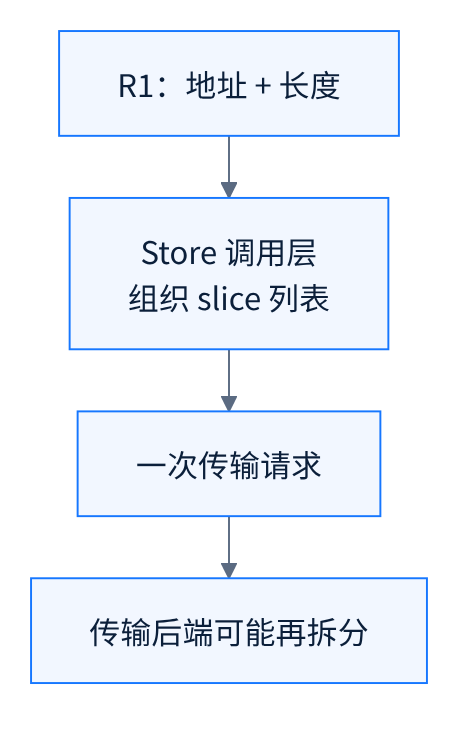 R1：地址 + 长度
Store 调用层
组织 slice 列表
一次传输请求
传输后端可能再拆分